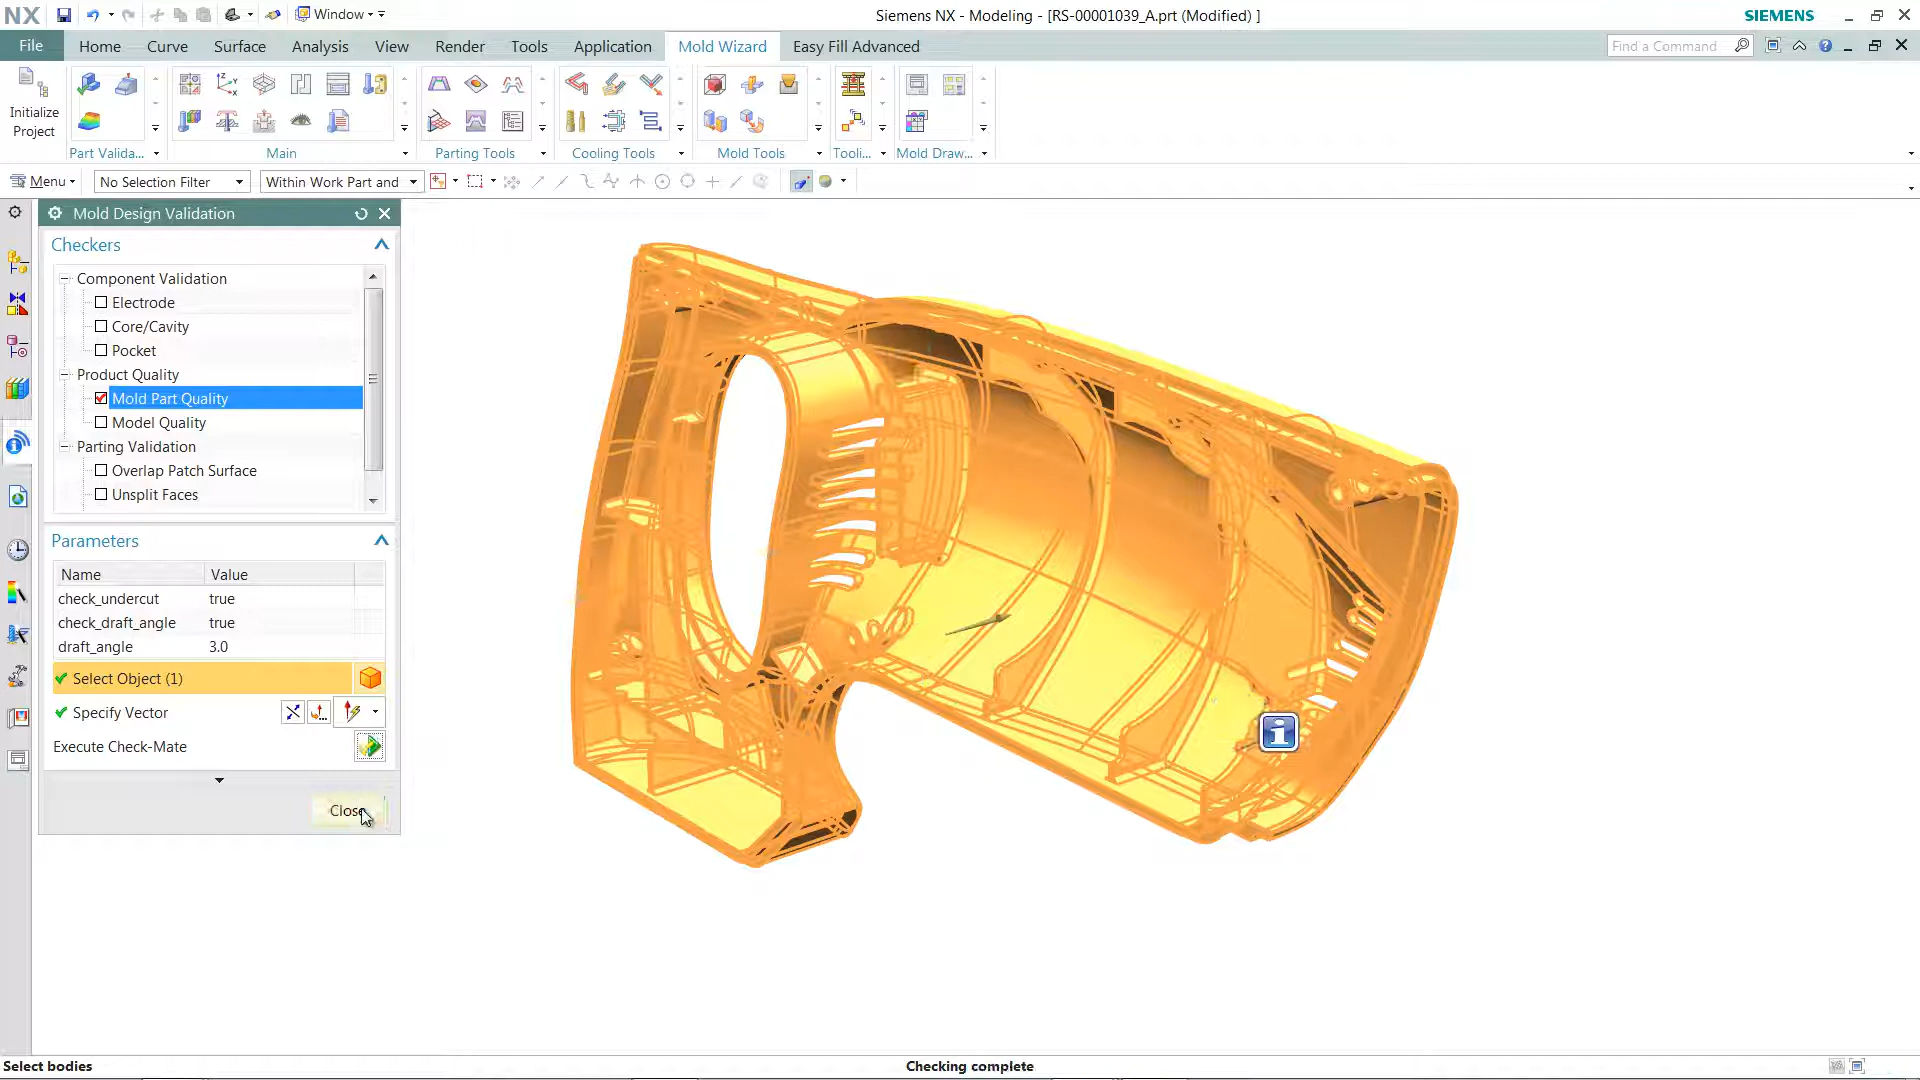 NX
Window
Siemens NX - Modeling - [RS-00001039_A.prt (Modified) ]
SIEMENS
File
Home
Curve
Surface
Analysis
View
Render
Tools
Application
Mold Wizard
Easy Fill Advanced
Find a Command
Initialize
Project
Part Valida...
Main
Parting Tools
Cooling Tools
Mold Tools
Tooli...
Mold Draw...
Menu
No Selection Filter
Within Work Part and
Mold Design Validation
Checkers
Component Validation
Electrode
Core/Cavity
Pocket
Product Quality
Mold Part Quality
Model Quality
Parting Validation
Overlap Patch Surface
Unsplit Faces
Parameters
Name Value
check_undercut true
check_draft_angle true
draft_angle 3.0
Select Object (1)
Specify Vector
Execute Check-Mate
Close
Select bodies
Checking complete